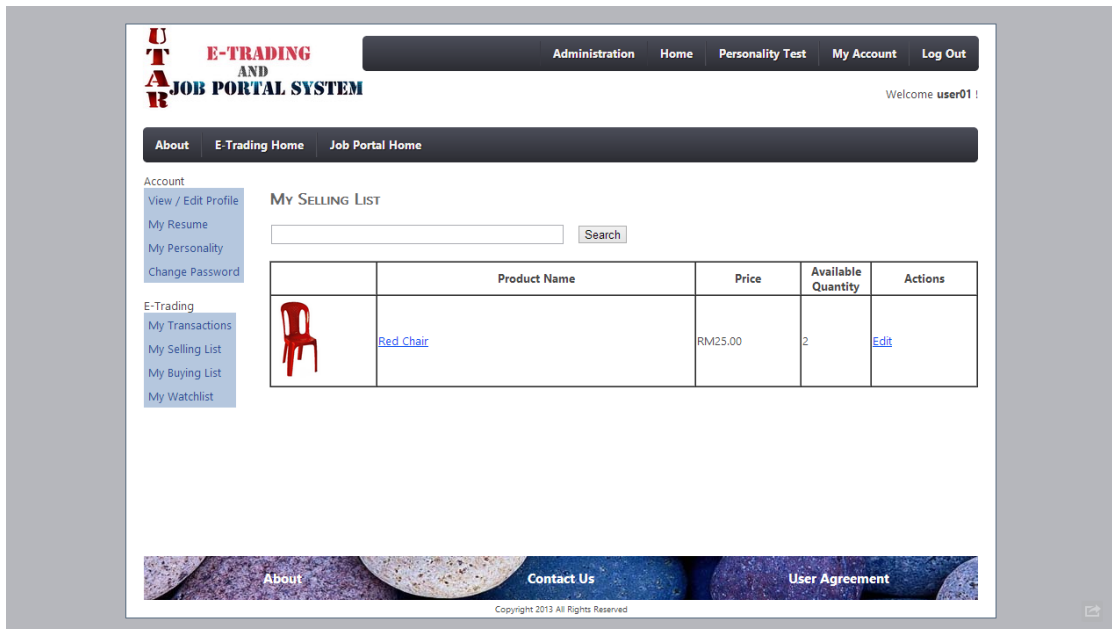 UTAR
E-TRADING
AND
JOB PORTAL SYSTEM
Administration Home Personality Test My Account Log Out
Welcome user01 !
About E-Trading Home Job Portal Home
Account
View / Edit Profile
My Resume
My Personality
Change Password
E-Trading
My Transactions
My Selling List
My Buying List
My Watchlist
My Selling List
Search
Product Name Price Available Quantity Actions
Red Chair RM25.00 2 Edit
About Contact Us User Agreement
Copyright 2013 All Rights Reserved